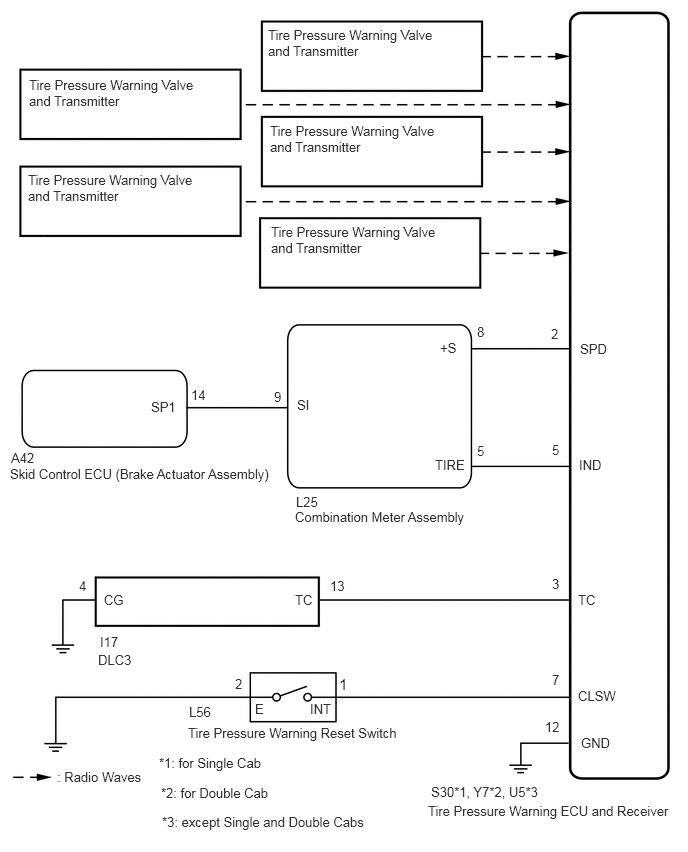 Tire Pressure Warning Valve
and Transmitter
Tire Pressure Warning Valve
and Transmitter
Tire Pressure Warning Valve
and Transmitter
Tire Pressure Warning Valve
and Transmitter
Tire Pressure Warning Valve
and Transmitter
+S
8
2
SPD
SP1
14
9
SI
A42
Skid Control ECU (Brake Actuator Assembly)
TIRE
5
5
IND
L25
Combination Meter Assembly
4
CG
TC
13
3
TC
I17
DLC3
2
E
INT
1
7
CLSW
L56
Tire Pressure Warning Reset Switch
12
GND
: Radio Waves
*1: for Single Cab
*2: for Double Cab
*3: except Single and Double Cabs
S30*1, Y7*2, U5*3
Tire Pressure Warning ECU and Receiver